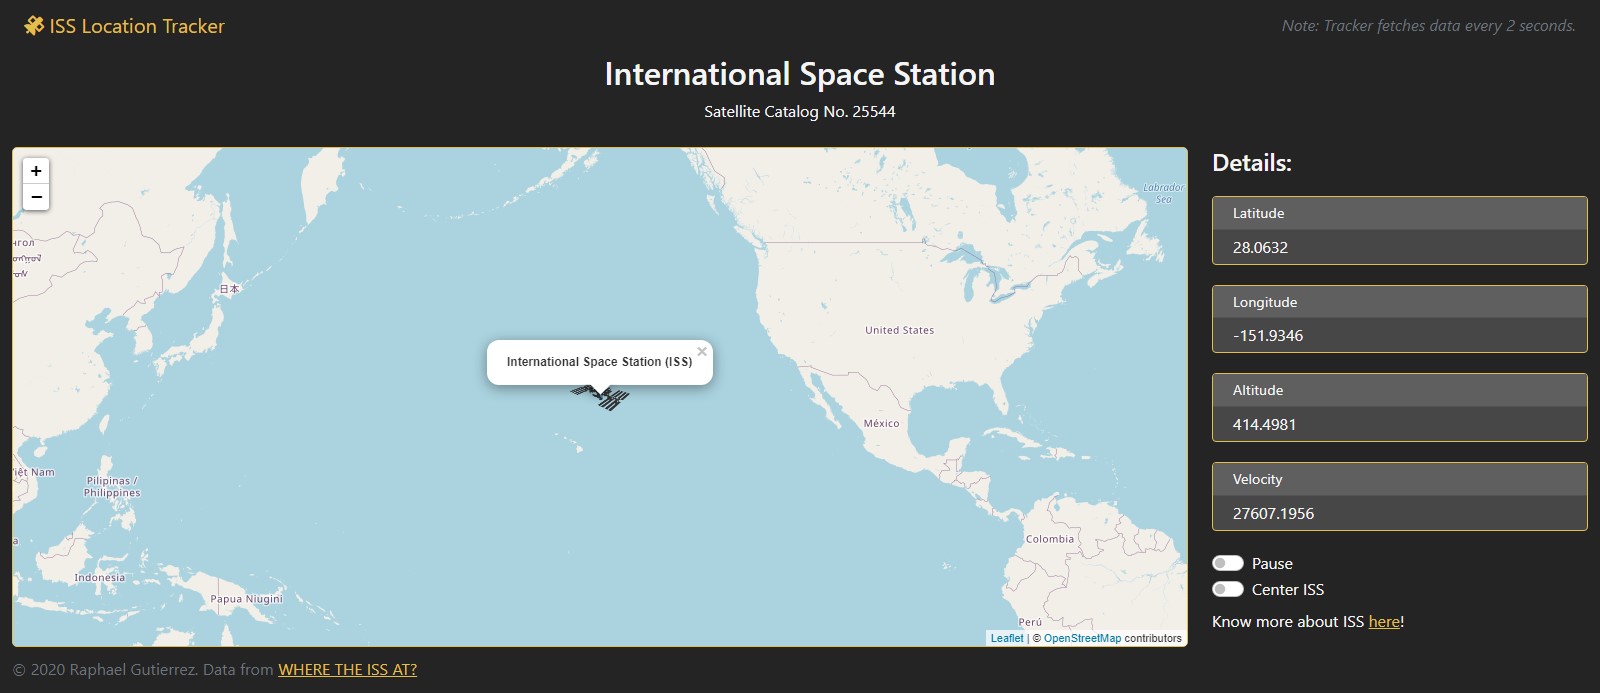 ISS Location Tracker
Note: Tracker fetches data every 2 seconds.
International Space Station
Satellite Catalog No. 25544
+
−
Labrador
Sea
日本
United States
International Space Station (ISS)
×
México
Việt Nam
Pilipinas /
Philippines
Colombia
Indonesia
Papua Niugini
Perú
Leaflet | © OpenStreetMap contributors
Details:
Latitude
28.0632
Longitude
-151.9346
Altitude
414.4981
Velocity
27607.1956
Pause
Center ISS
Know more about ISS here!
© 2020 Raphael Gutierrez. Data from WHERE THE ISS AT?